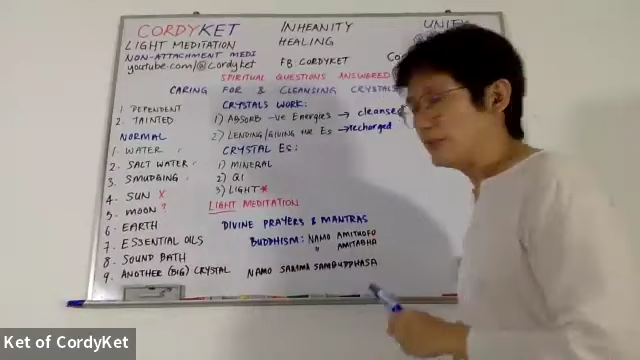 CORDYKET INHEANITY UNITY
LIGHT MEDITATION HEALING
NON-ATTACHMENT MEDI
youtube.com/@Cordyket FB:CORDYKET
SPIRITUAL QUESTIONS ANSWERED
CARING FOR & CLEANSING CRYSTALS
1. DEPENDENT
2. TAINTED
NORMAL
1. WATER
2. SALT WATER
3. SMUDGING
4. SUN X
5. MOON ?
6. EARTH
7. ESSENTIAL OILS
8. SOUND BATH
9. ANOTHER (BIG) CRYSTAL
CRYSTALS WORK:
1) ABSORB -VE ENERGIES → cleansed
2) LENDING/GIVING +VE ES → recharged
CRYSTAL ES:
1) MINERAL
2) QI
3) LIGHT *
LIGHT MEDITATION
DIVINE PRAYERS & MANTRAS
BUDDHISM: NAMO AMITHOFO
" AMITABHA
NAMO SAMMA SAMBUDDHASA
Ket of CordyKet